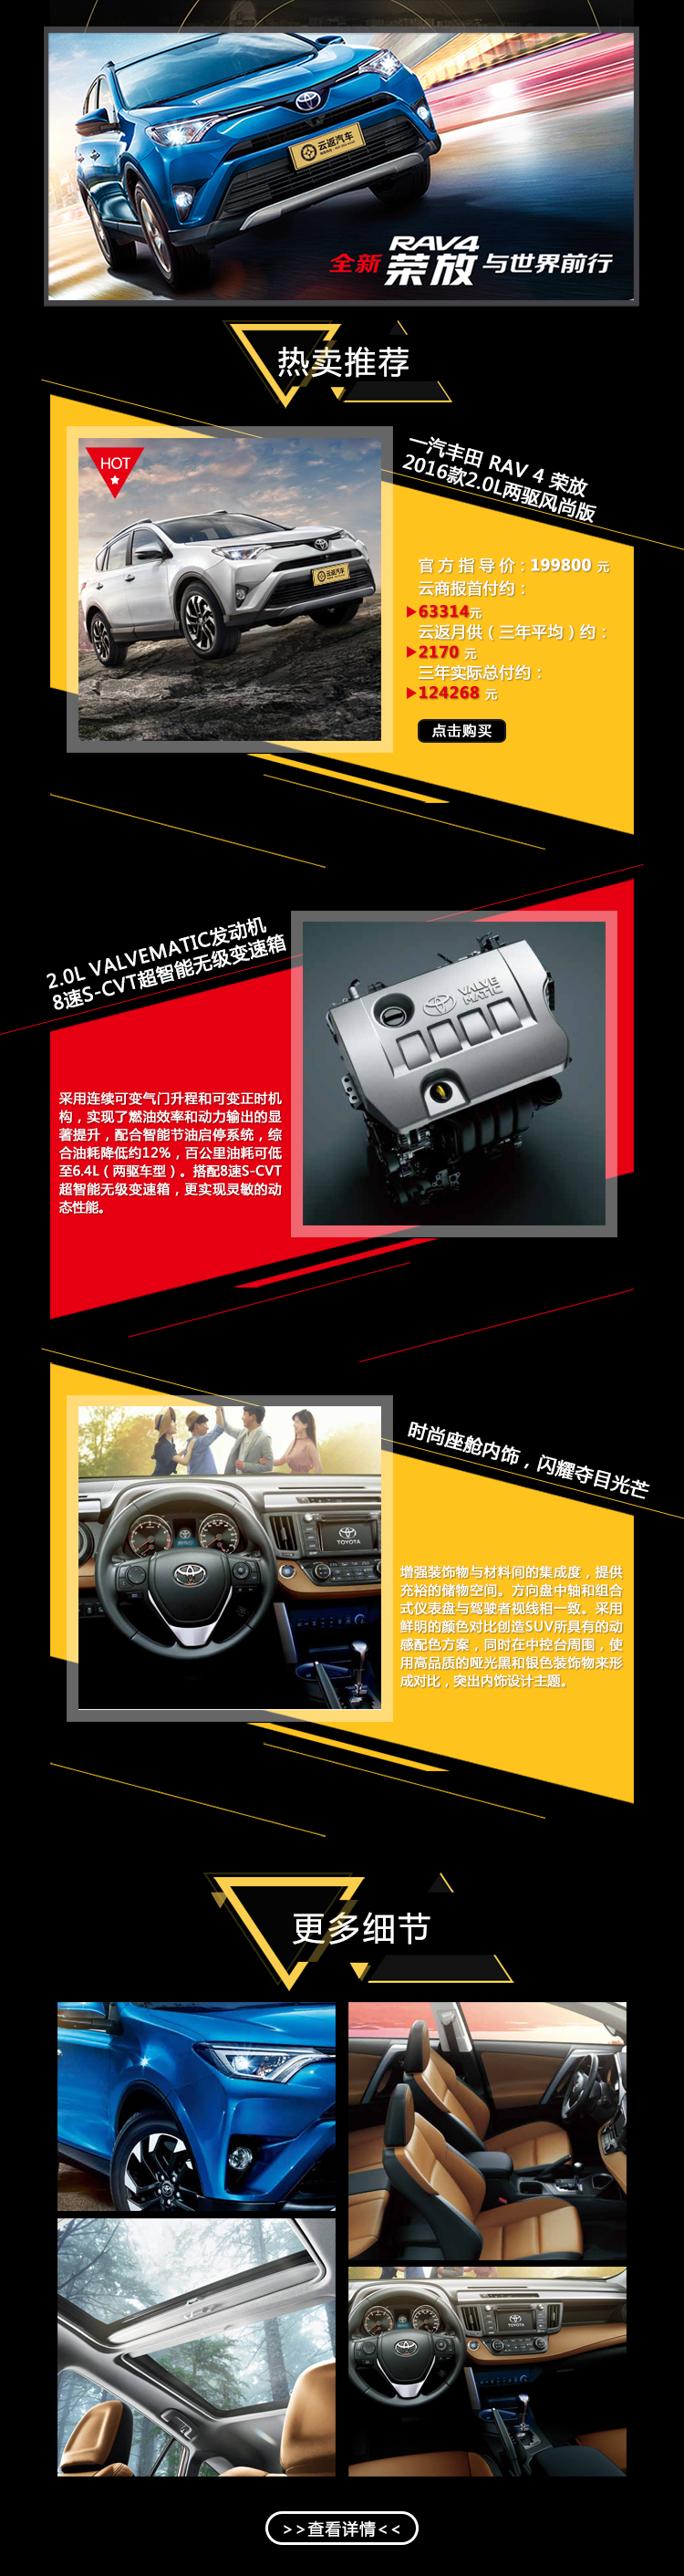 云返汽车
RAV4
全新 荣放 与世界前行
热卖推荐
HOT
云返汽车
一汽丰田 RAV 4 荣放
2016款2.0L两驱风尚版
官方指导价：199800 元
云商报首付约：
63314元
云返月供（三年平均）约：
2170 元
三年实际总付约：
124268 元
点击购买
2.0L VALVEMATIC发动机
8速S-CVT超智能无级变速箱
VALVE
MATIC
采用连续可变气门升程和可变正时机
构，实现了燃油效率和动力输出的显
著提升，配合智能节油启停系统，综
合油耗降低约12%，百公里油耗可低
至6.4L（两驱车型）。搭配8速S-CVT
超智能无级变速箱，更实现灵敏的动
态性能。
时尚座舱内饰，闪耀夺目光芒
TOYOTA
增强装饰物与材料间的集成度，提供
充裕的储物空间。方向盘中轴和组合
式仪表盘与驾驶者视线相一致。采用
鲜明的颜色对比创造SUV所具有的动
感配色方案，同时在中控台周围，使
用高品质的哑光黑和银色装饰物来形
成对比，突出内饰设计主题。
更多细节
TOYOTA
>>查看详情<<